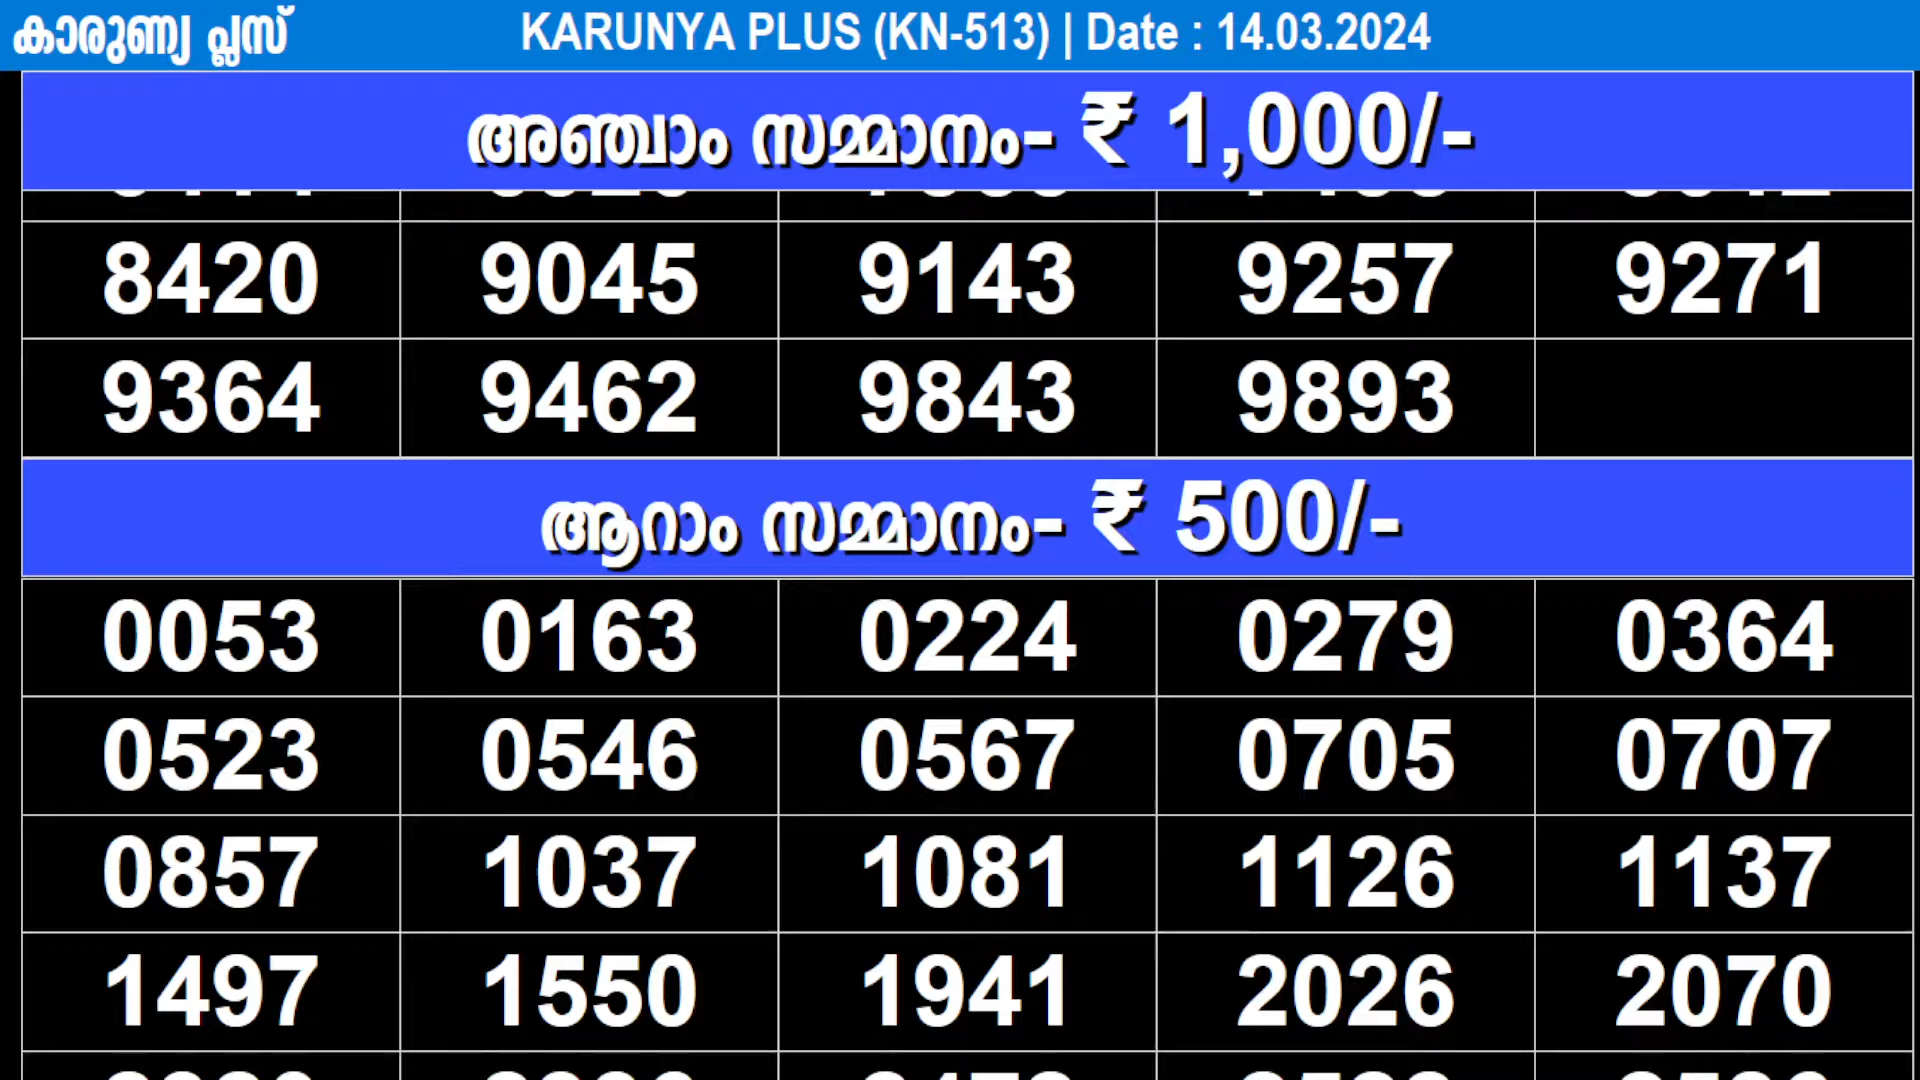 കാരുണ്യ പ്ലസ് KARUNYA PLUS (KN-513) | Date : 14.03.2024
അഞ്ചാം സമ്മാനം- ₹ 1,000/-
8420 9045 9143 9257 9271
9364 9462 9843 9893
ആറാം സമ്മാനം- ₹ 500/-
0053 0163 0224 0279 0364
0523 0546 0567 0705 0707
0857 1037 1081 1126 1137
1497 1550 1941 2026 2070